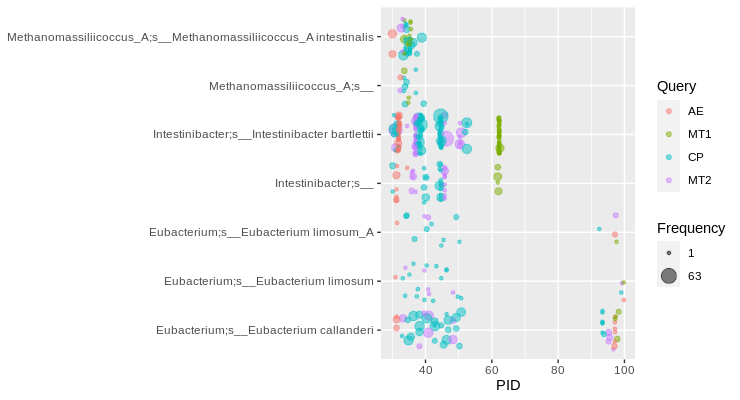 Methanomassiliicoccus_A;s__Methanomassiliicoccus_A intestinalis
Methanomassiliicoccus_A;s__
Intestinibacter;s__Intestinibacter bartlettii
Intestinibacter;s__
Eubacterium;s__Eubacterium limosum_A
Eubacterium;s__Eubacterium limosum
Eubacterium;s__Eubacterium callanderi
40 60 80 100
PID
Query
AE
MT1
CP
MT2
Frequency
1
63